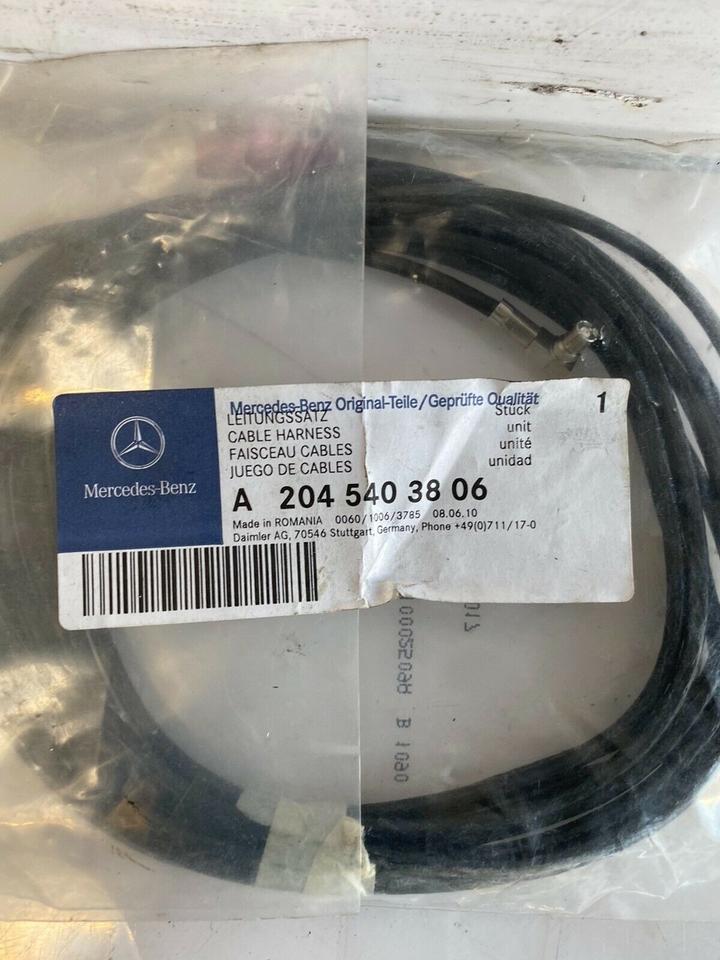 Mercedes-Benz Original-Teile/Geprüfte Qualität
LEITUNGSSATZ Stück 1
CABLE HARNESS unit
FAISCEAU CABLES unité
JUEGO DE CABLES unidad
Mercedes-Benz
A 204 540 38 06
Made in ROMANIA 0060/1006/3785 08.06.10
Daimler AG, 70546 Stuttgart, Germany, Phone +49(0)711/17-0